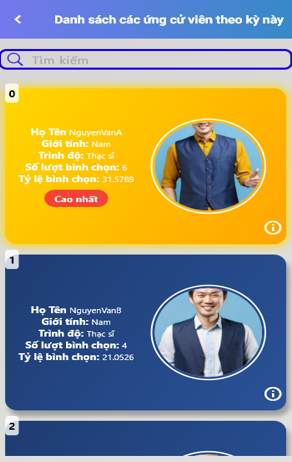 Danh sách các ứng cử viên theo kỳ này
Tìm kiếm
0
Họ Tên NguyenVanA
Giới tính: Nam
Trình độ: Thạc sĩ
Số lượt bình chọn: 6
Tỷ lệ bình chọn: 31.5789
Cao nhất
1
Họ Tên NguyenVanB
Giới tính: Nam
Trình độ: Thạc sĩ
Số lượt bình chọn: 4
Tỷ lệ bình chọn: 21.0526
2